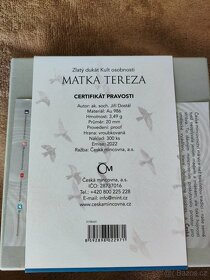 Zlatý dukát Kult osobnosti
MATKA TEREZA
CERTIFIKÁT PRAVOSTI
Autor: ak. soch. Jiří Dostál
Materiál: Au 986
Hmotnost: 3,49 g
Průměr: 20 mm
Provedení: proof
Hrana: vroubkovaná
Náklad: 300 ks
Emise: 2022
Ražba: Česká mincovna, a.s.
ČM
Česká mincovna, a.s.
IČO: 28787016
Tel.: +420 800 225 228
E-mail: info@mint.cz
www.ceskamincovna.cz